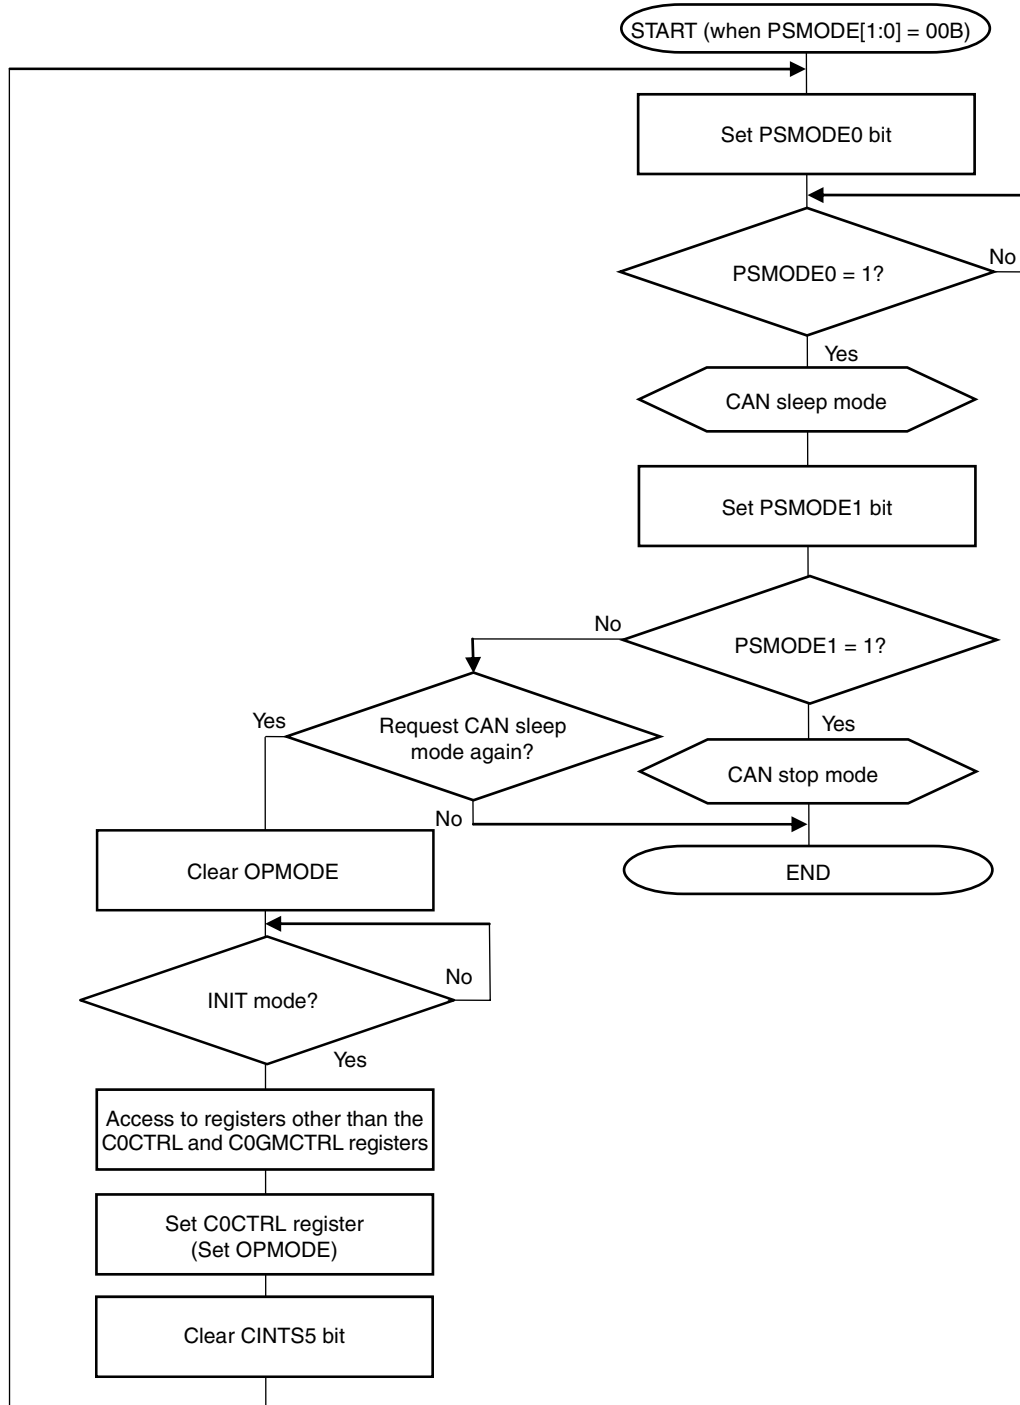 START (when PSMODE[1:0] = 00B)
Set PSMODE0 bit
PSMODE0 = 1?
No
Yes
CAN sleep mode
Set PSMODE1 bit
PSMODE1 = 1?
No
Yes
Request CAN sleep
mode again?
Yes
No
CAN stop mode
END
Clear OPMODE
INIT mode?
No
Yes
Access to registers other than the
C0CTRL and C0GMCTRL registers
Set C0CTRL register
(Set OPMODE)
Clear CINTS5 bit